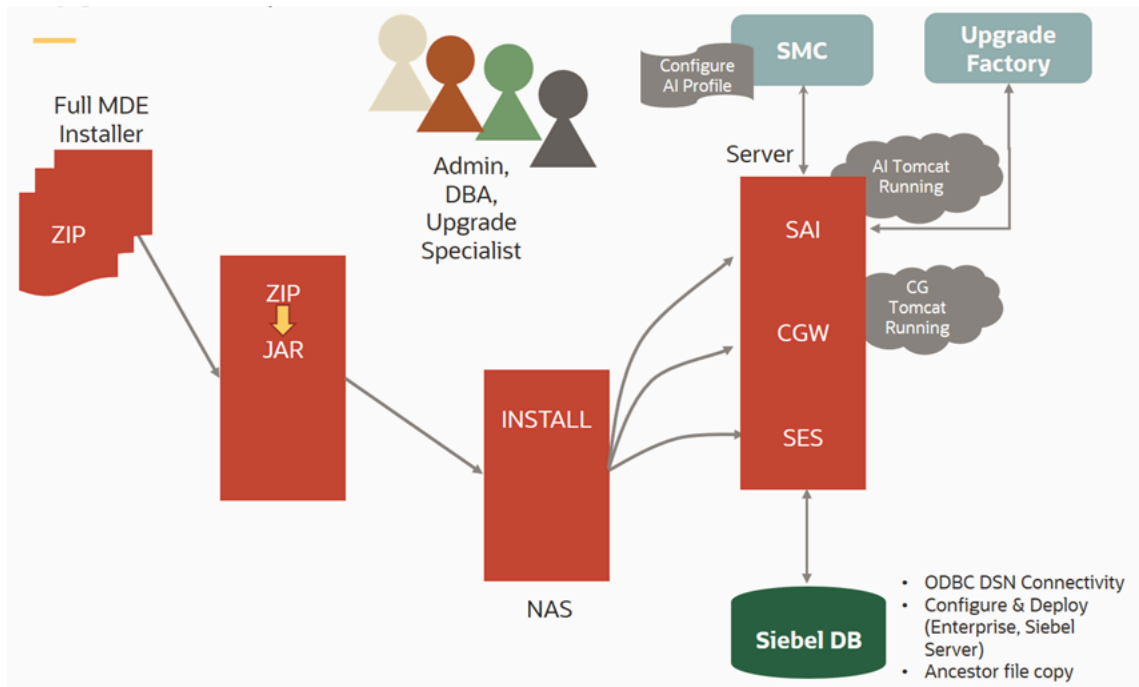 Full MDE
Installer
ZIP
ZIP
JAR
Admin,
DBA,
Upgrade
Specialist
INSTALL
NAS
Configure
AI Profile
SMC
Upgrade
Factory
Server
AI Tomcat
Running
SAI
CG
Tomcat
Running
CGW
SES
Siebel DB
• ODBC DSN Connectivity
• Configure & Deploy
(Enterprise, Siebel
Server)
• Ancestor file copy